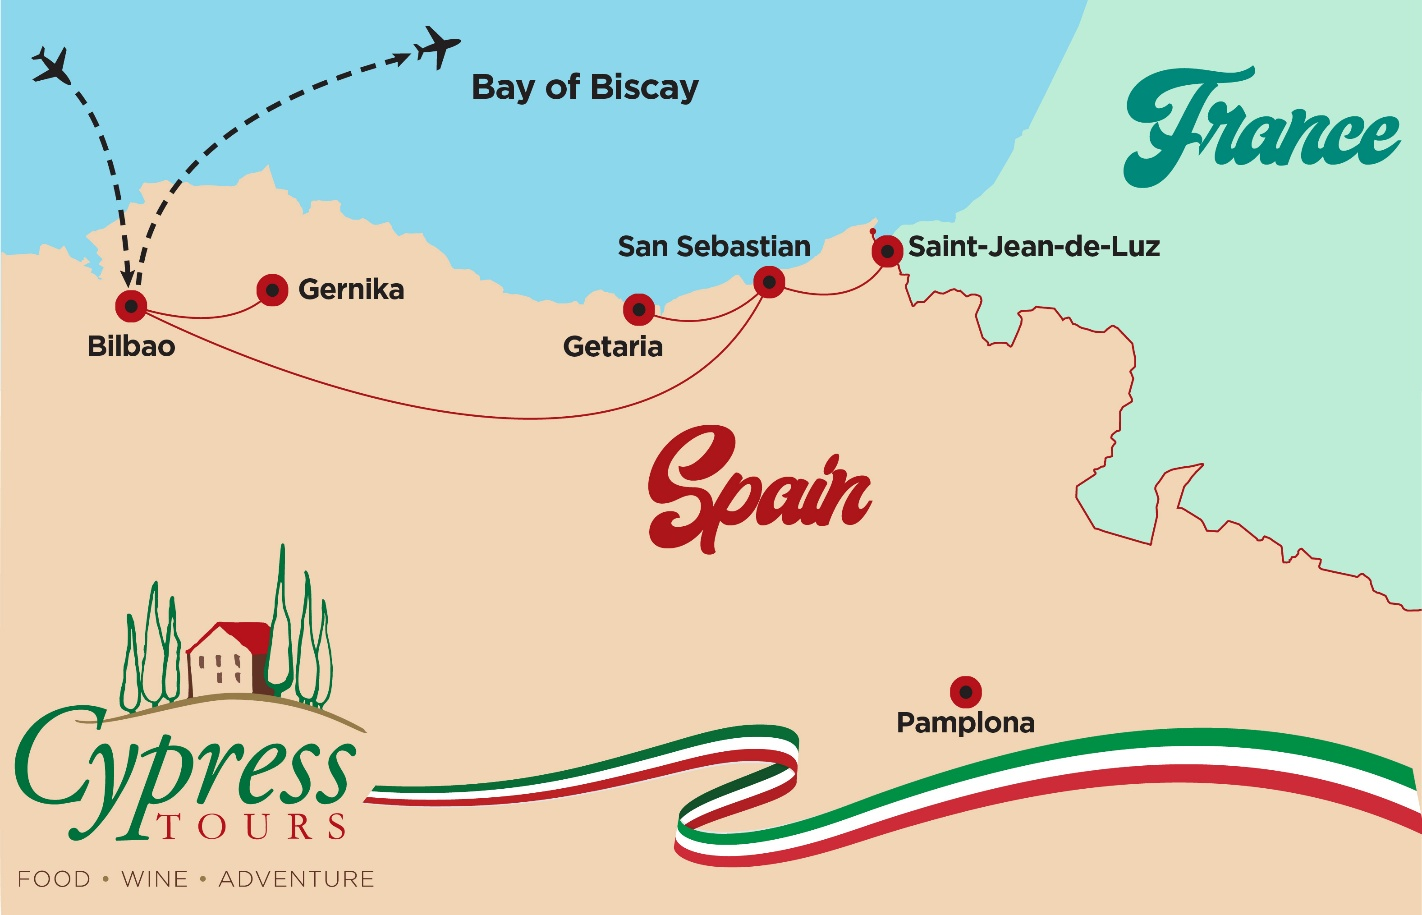 Bay of Biscay
France
San Sebastian
Saint-Jean-de-Luz
Gernika
Bilbao
Getaria
Spain
Pamplona
Cypress
TOURS
FOOD • WINE • ADVENTURE